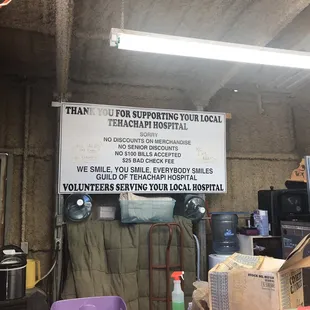 THANK YOU FOR SUPPORTING YOUR LOCAL
TEHACHAPI HOSPITAL
SORRY
NO DISCOUNTS ON MERCHANDISE
NO SENIOR DISCOUNTS
NO $100 BILLS ACCEPTED
$25 BAD CHECK FEE
WE SMILE, YOU SMILE, EVERYBODY SMILES
GUILD OF TEHACHAPI HOSPITAL
VOLUNTEERS SERVING YOUR LOCAL HOSPITAL